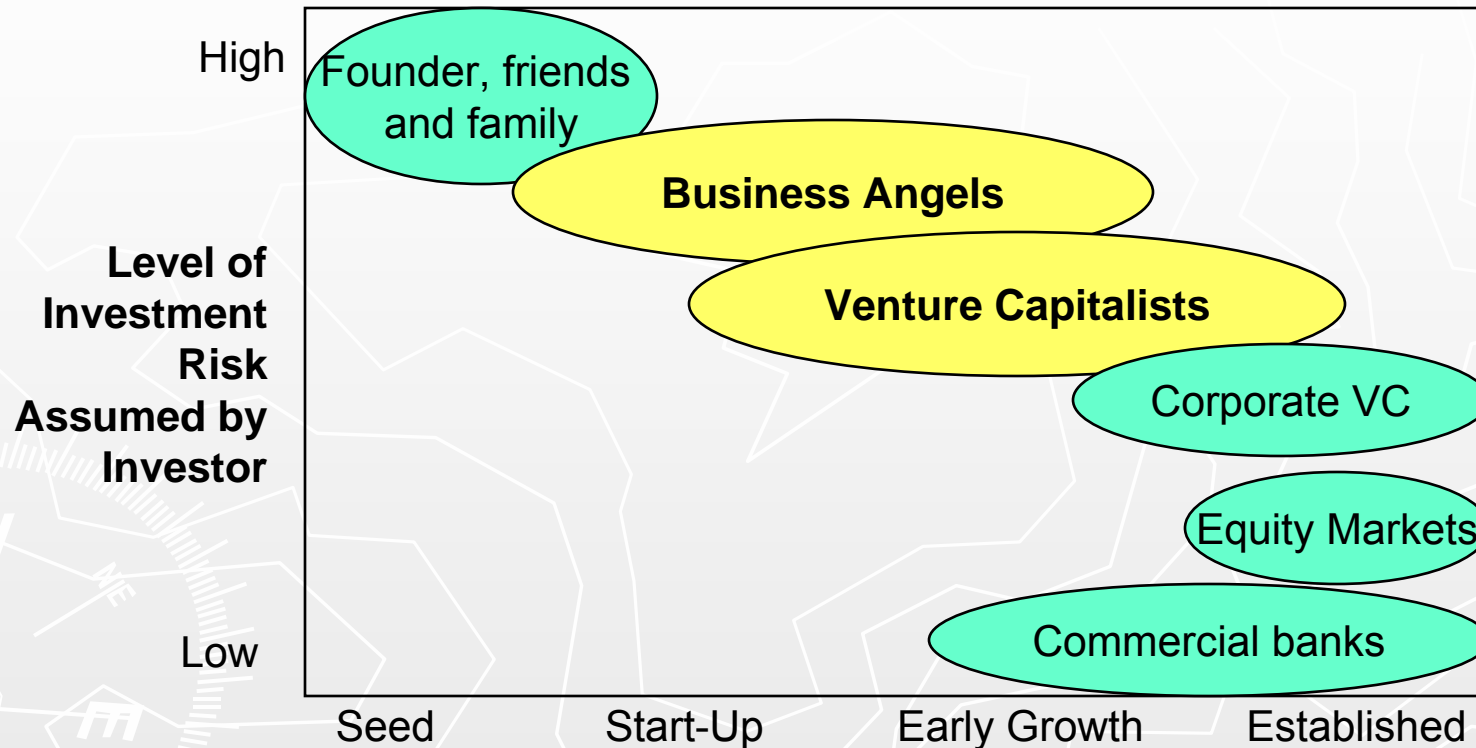 High
Founder, friends
and family
Business Angels
Level of
Investment
Risk
Assumed by
Investor
Venture Capitalists
Corporate VC
Equity Markets
Commercial banks
Low
Seed
Start-Up
Early Growth
Established
NE
E